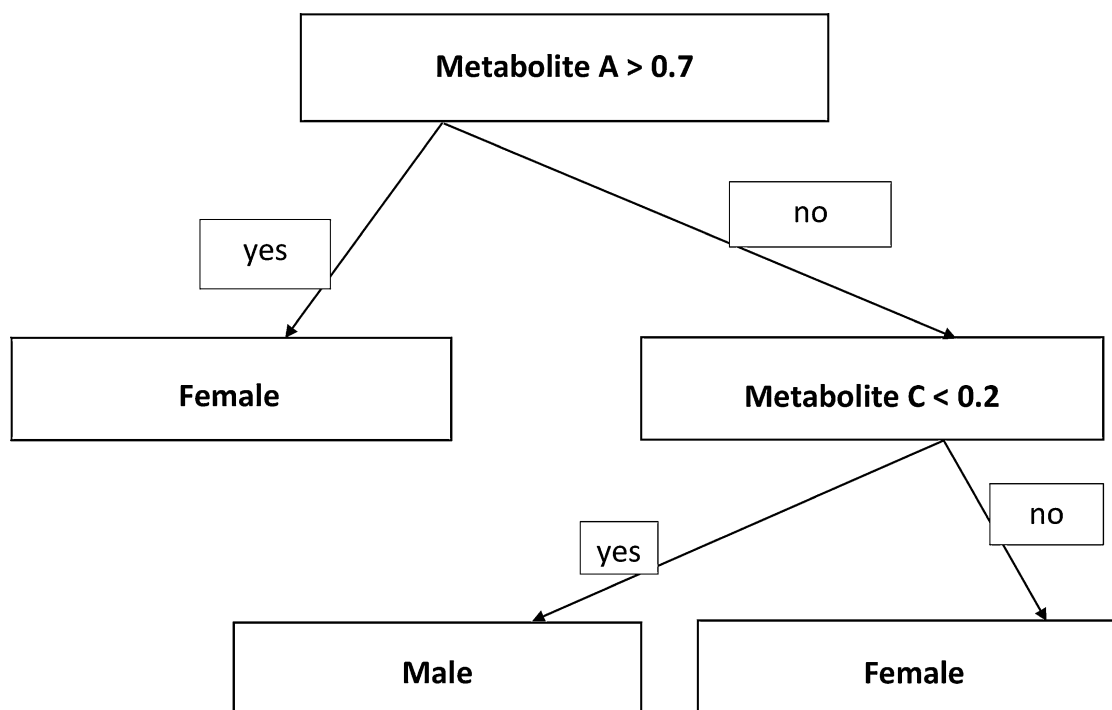 Metabolite A > 0.7
no
yes
Female
Metabolite C < 0.2
no
yes
Male
Female